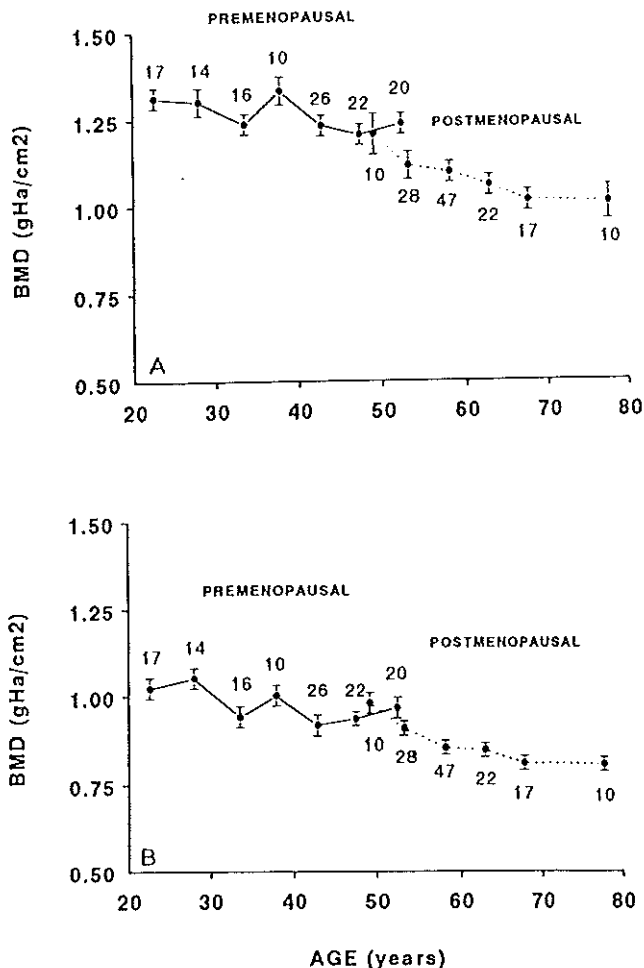 PREMENOPAUSAL
1.50
17 14 10
16 26 22 20
1.25
POSTMENOPAUSAL
10
28 47 22 17 10
1.00
0.75
0.50
A
BMD (gHa/cm2)
20 30 40 50 60 70 80
1.50
1.25
PREMENOPAUSAL
POSTMENOPAUSAL
17 14 16 10 26 22 20
1.00
10 28 47 22 17 10
0.75
0.50
B
BMD (gHa/cm2)
20 30 40 50 60 70 80
AGE (years)